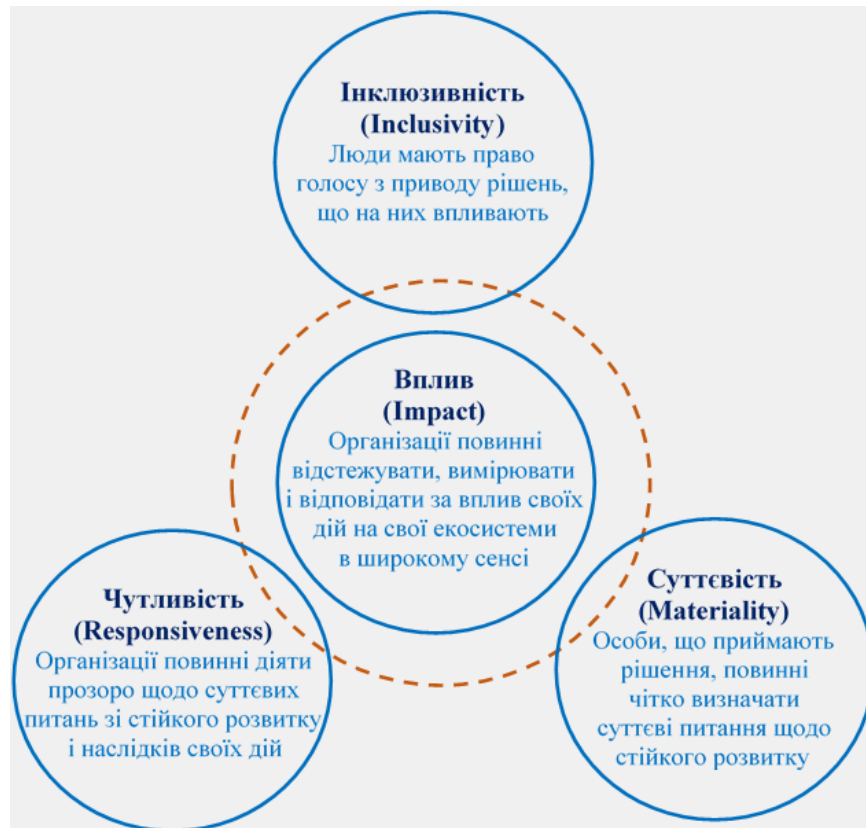 Інклюзивність
(Inclusivity)
Люди мають право
голосу з приводу рішень,
що на них впливають
Вплив
(Impact)
Організації повинні
відстежувати, вимірювати
і відповідати за вплив своїх
дій на свої екосистеми
в широкому сенсі
Чутливість
(Responsiveness)
Організації повинні діяти
прозоро щодо суттєвих
питань зі стійкого розвитку
і наслідків своїх дій
Суттєвість
(Materiality)
Особи, що приймають
рішення, повинні
чітко визначати
суттєві питання щодо
стійкого розвитку